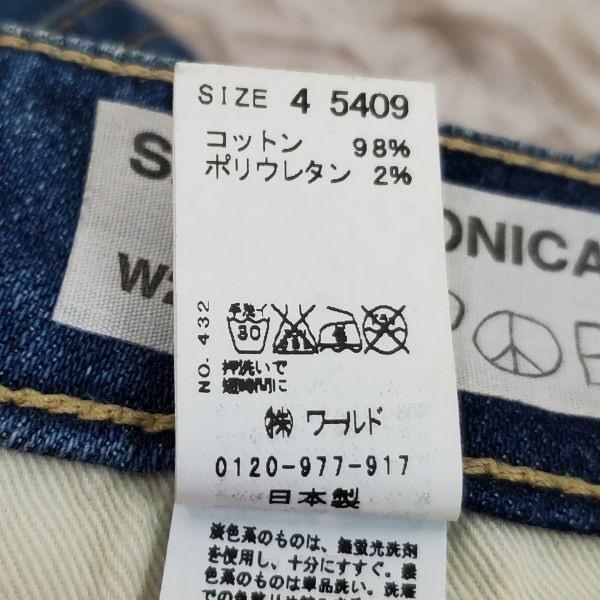 SIZE 4 5409
コットン 98%
ポリウレタン 2%
ONICA
W
NO. 432
手洗イ
30
押洗いで
短時間に
㈱ ワールド
0120-977-917
日本製
淡色系のものは、無蛍光洗剤
を使用し、十分にすすぐ。濃
色系のものは単品洗い。洗濯